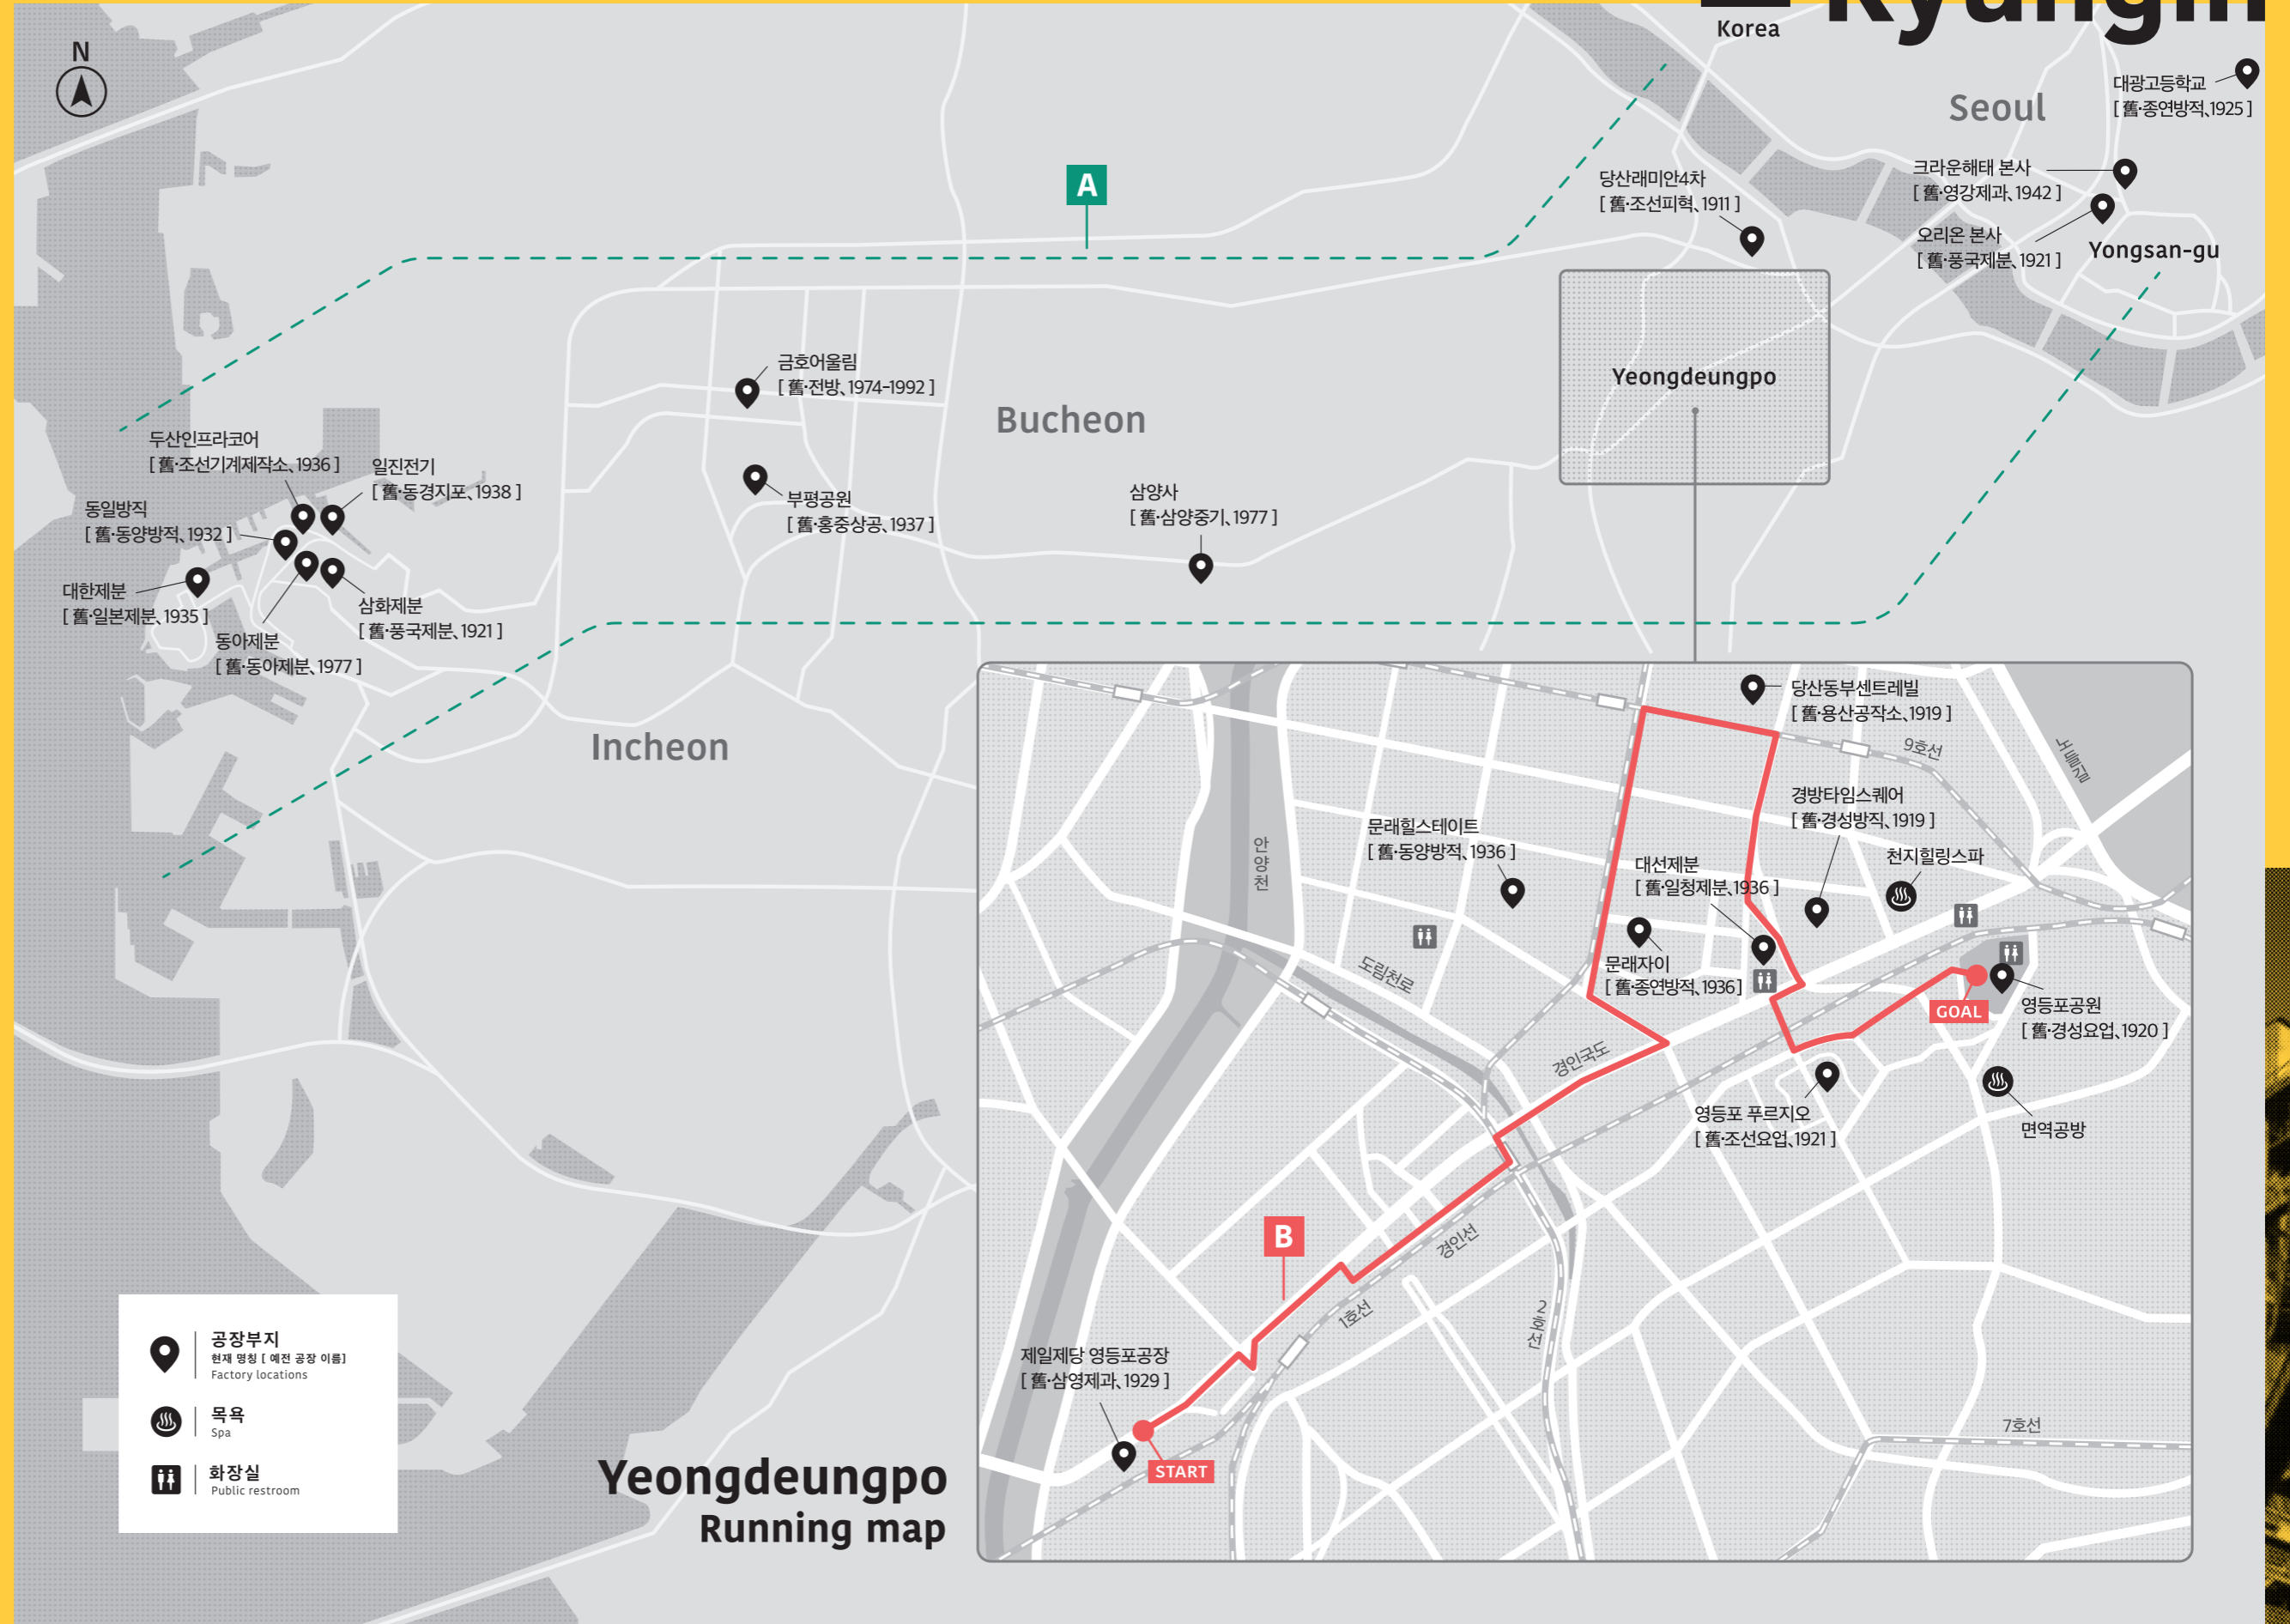 Korea
Kyungin
N
대광고등학교
[ 舊·종연방적, 1925 ]
Seoul
크라운해태 본사
[ 舊·영강제과, 1942 ]
오리온 본사
[ 舊·풍국제분, 1921 ]
Yongsan-gu
당산래미안4차
[ 舊·조선피혁, 1911 ]
A
Yeongdeungpo
금호어울림
[ 舊·전방, 1974-1992 ]
Bucheon
부평공원
[ 舊·홍중상공, 1937 ]
삼양사
[ 舊·삼양중기, 1977 ]
두산인프라코어
[ 舊·조선기계제작소, 1936 ]
일진전기
[ 舊·동경지포, 1938 ]
동일방직
[ 舊·동양방적, 1932 ]
대한제분
[ 舊·일본제분, 1935 ]
삼화제분
[ 舊·풍국제분, 1921 ]
동아제분
[ 舊·동아제분, 1977 ]
Incheon
당산동부센트레빌
[ 舊·용산공작소, 1919 ]
9호선
노들길
경방타임스퀘어
[ 舊·경성방직, 1919 ]
문래힐스테이트
[ 舊·동양방적, 1936 ]
안양천
대선제분
[ 舊·일청제분, 1936 ]
천지힐링스파
문래자이
[ 舊·종연방적, 1936 ]
도림천로
GOAL
영등포공원
[ 舊·경성요업, 1920 ]
경인국도
영등포 푸르지오
[ 舊·조선요업, 1921 ]
면역공방
B
경인선
1호선
2호선
제일제당 영등포공장
[ 舊·삼영제과, 1929 ]
START
7호선
공장부지
현재 명칭 [ 예전 공장 이름]
Factory locations
목욕
Spa
화장실
Public restroom
Yeongdeungpo
Running map